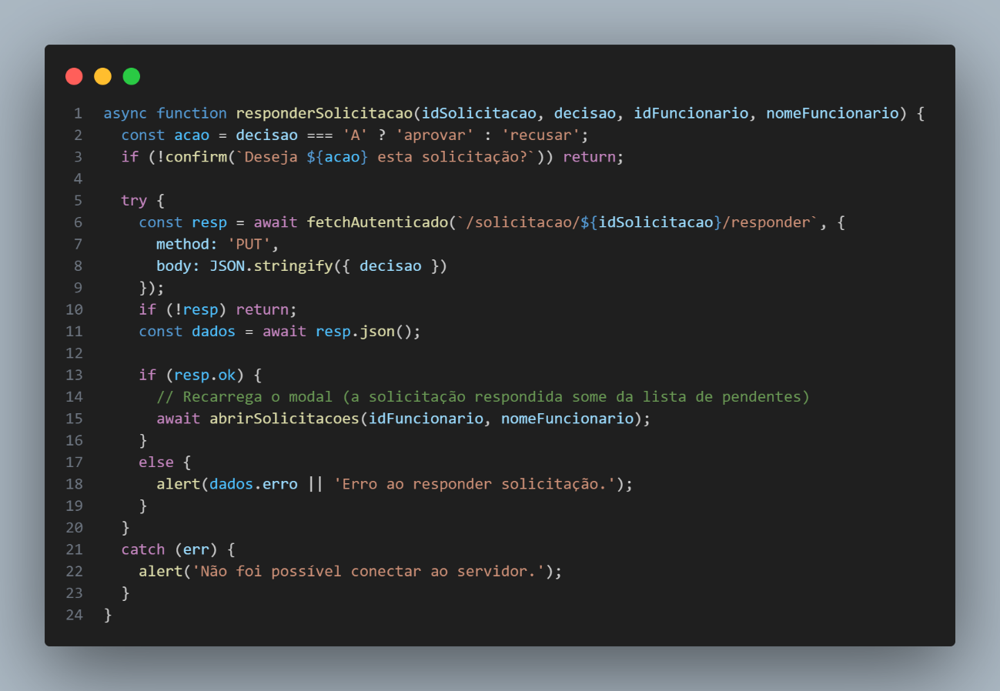 1 async function responderSolicitacao(idSolicitacao, decisao, idFuncionario, nomeFuncionario) {
2   const acao = decisao === 'A' ? 'aprovar' : 'recusar';
3   if (!confirm(`Deseja ${acao} esta solicitação?`)) return;
4
5   try {
6     const resp = await fetchAutenticado(`/solicitacao/${idSolicitacao}/responder`, {
7       method: 'PUT',
8       body: JSON.stringify({ decisao })
9     });
10     if (!resp) return;
11     const dados = await resp.json();
12
13     if (resp.ok) {
14       // Recarrega o modal (a solicitação respondida some da lista de pendentes)
15       await abrirSolicitacoes(idFuncionario, nomeFuncionario);
16     }
17     else {
18       alert(dados.erro || 'Erro ao responder solicitação.');
19     }
20   }
21   catch (err) {
22     alert('Não foi possível conectar ao servidor.');
23   }
24 }